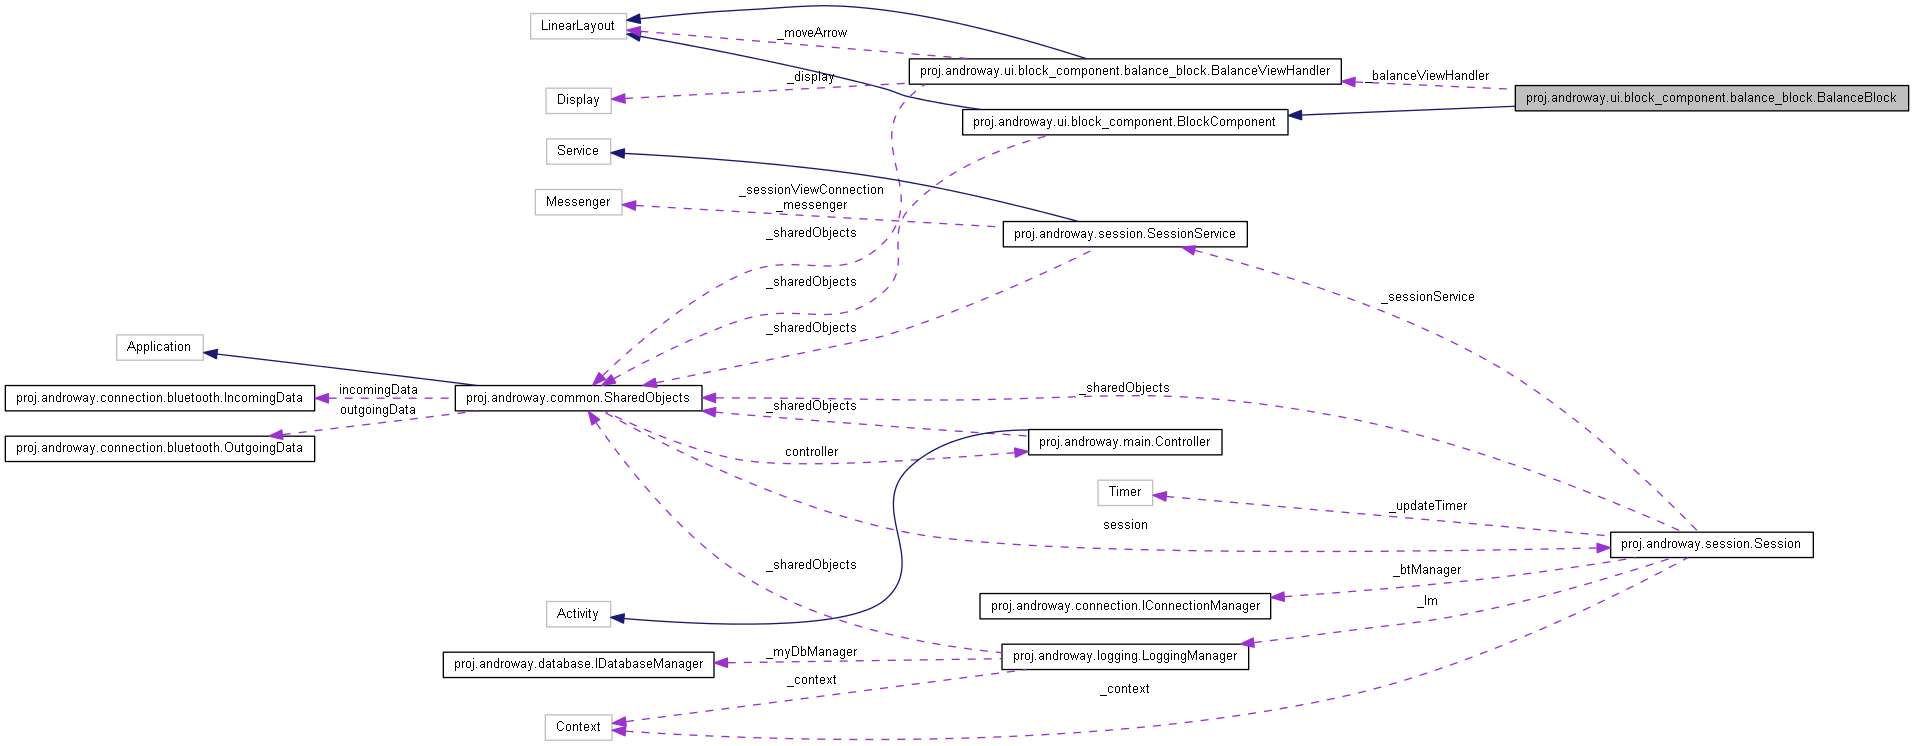 LinearLayout
_moveArrow
proj.androway.ui.block_component.balance_block.BalanceViewHandler
_balanceViewHandler
_display
Display
proj.androway.ui.block_component.balance_block.BalanceBlock
proj.androway.ui.block_component.BlockComponent
Service
_sessionViewConnection
_messenger
Messenger
_sharedObjects
proj.androway.session.SessionService
_sharedObjects
_sessionService
_sharedObjects
Application
proj.androway.connection.bluetooth.IncomingData
incomingData
proj.androway.common.SharedObjects
_sharedObjects
outgoingData
_sharedObjects
proj.androway.connection.bluetooth.OutgoingData
controller
proj.androway.main.Controller
Timer
_updateTimer
session
proj.androway.session.Session
_sharedObjects
_btManager
Activity
proj.androway.connection.IConnectionManager
_lm
_myDbManager
proj.androway.database.IDatabaseManager
proj.androway.logging.LoggingManager
_context
_context
Context